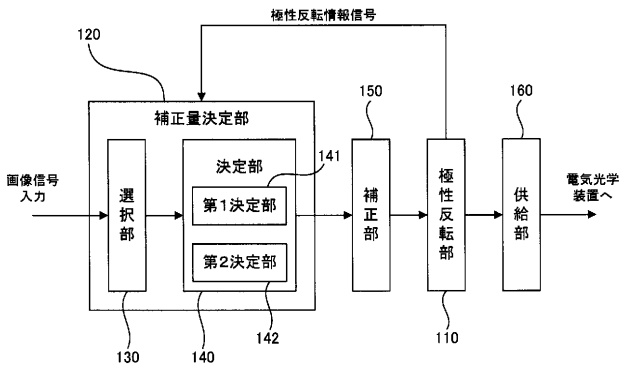 極性反転情報信号
120
150
160
補正量決定部
画像信号
入力
選択部
決定部
141
第1決定部
第2決定部
補正部
極性反転部
供給部
電気光学
装置へ
130
140
142
110